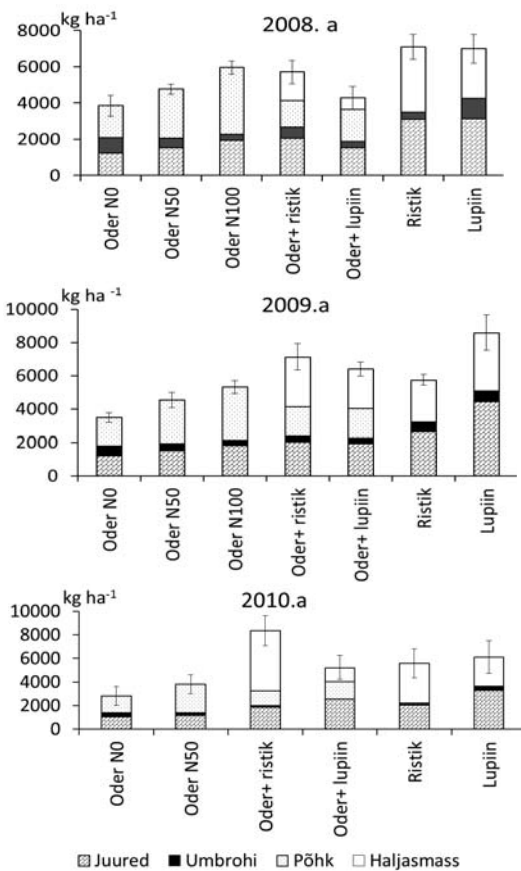 kg ha-1
2008. a
8000
6000
4000
2000
0
Oder N0
Oder N50
Oder N100
Oder+ ristik
Oder+ lupiin
Ristik
Lupiin
kg ha -1
2009.a
10000
8000
6000
4000
2000
0
Oder N0
Oder N50
Oder N100
Oder+ ristik
Oder+ lupiin
Ristik
Lupiin
kg ha-1
2010.a
10000
8000
6000
4000
2000
0
Oder N0
Oder N50
Oder+ ristik
Oder+ lupiin
Ristik
Lupiin
Juured Umbrohi Põhk Haljasmass